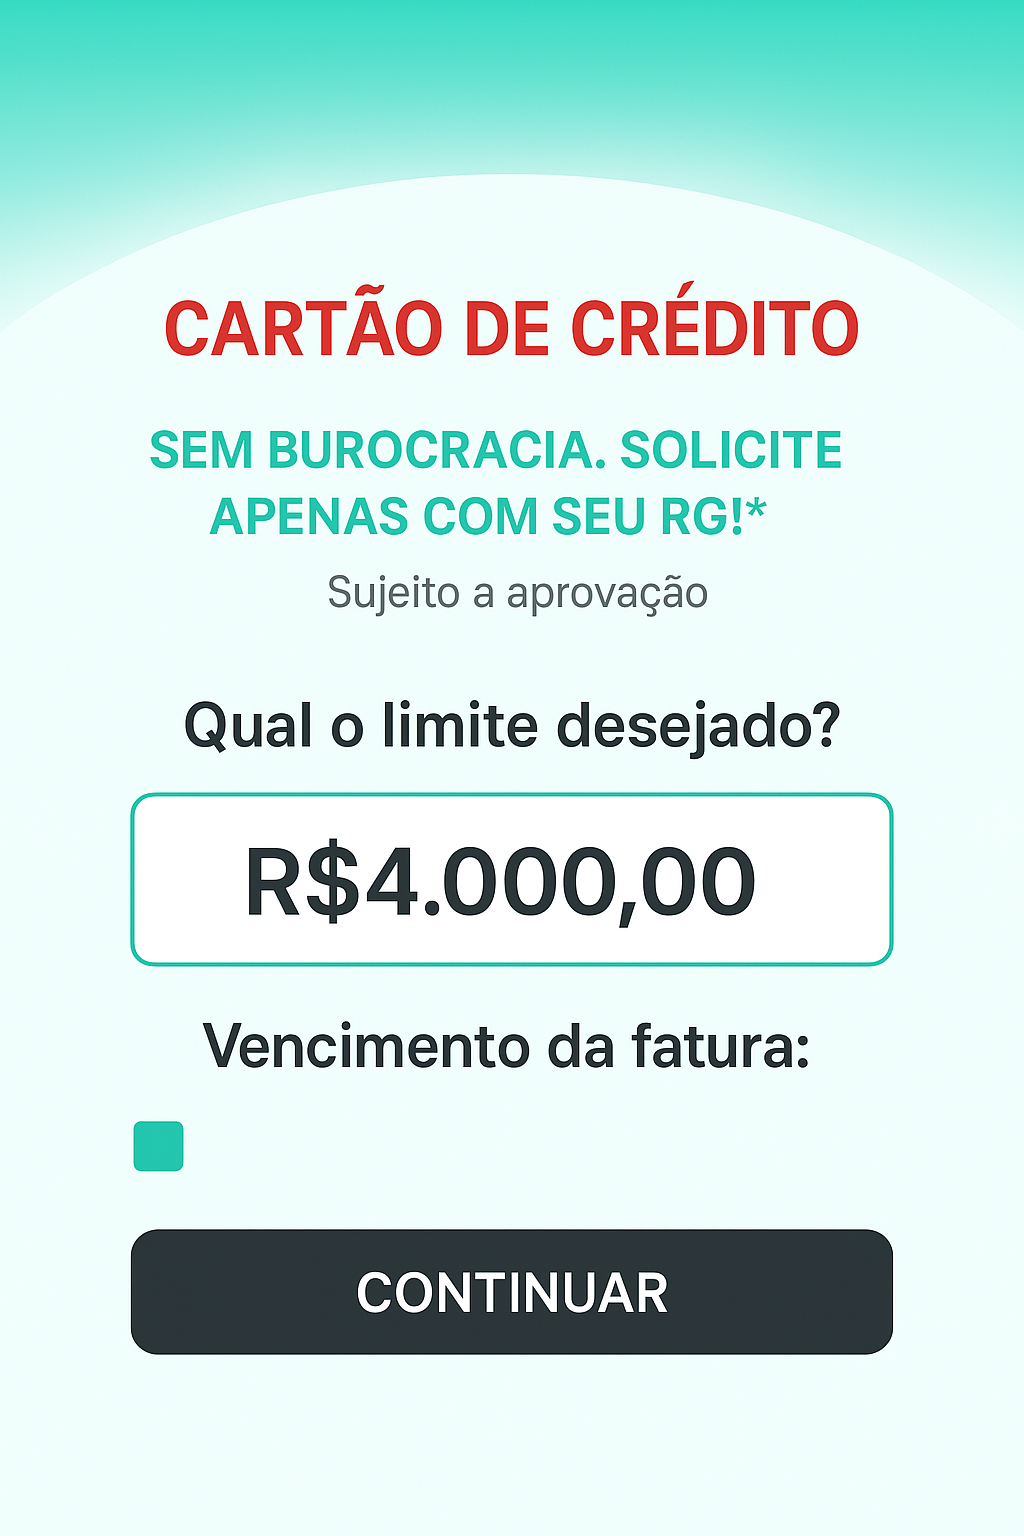 CARTÃO DE CRÉDITO
SEM BUROCRACIA. SOLICITE
APENAS COM SEU RG!*
Sujeito a aprovação
Qual o limite desejado?
R$4.000,00
Vencimento da fatura:
CONTINUAR